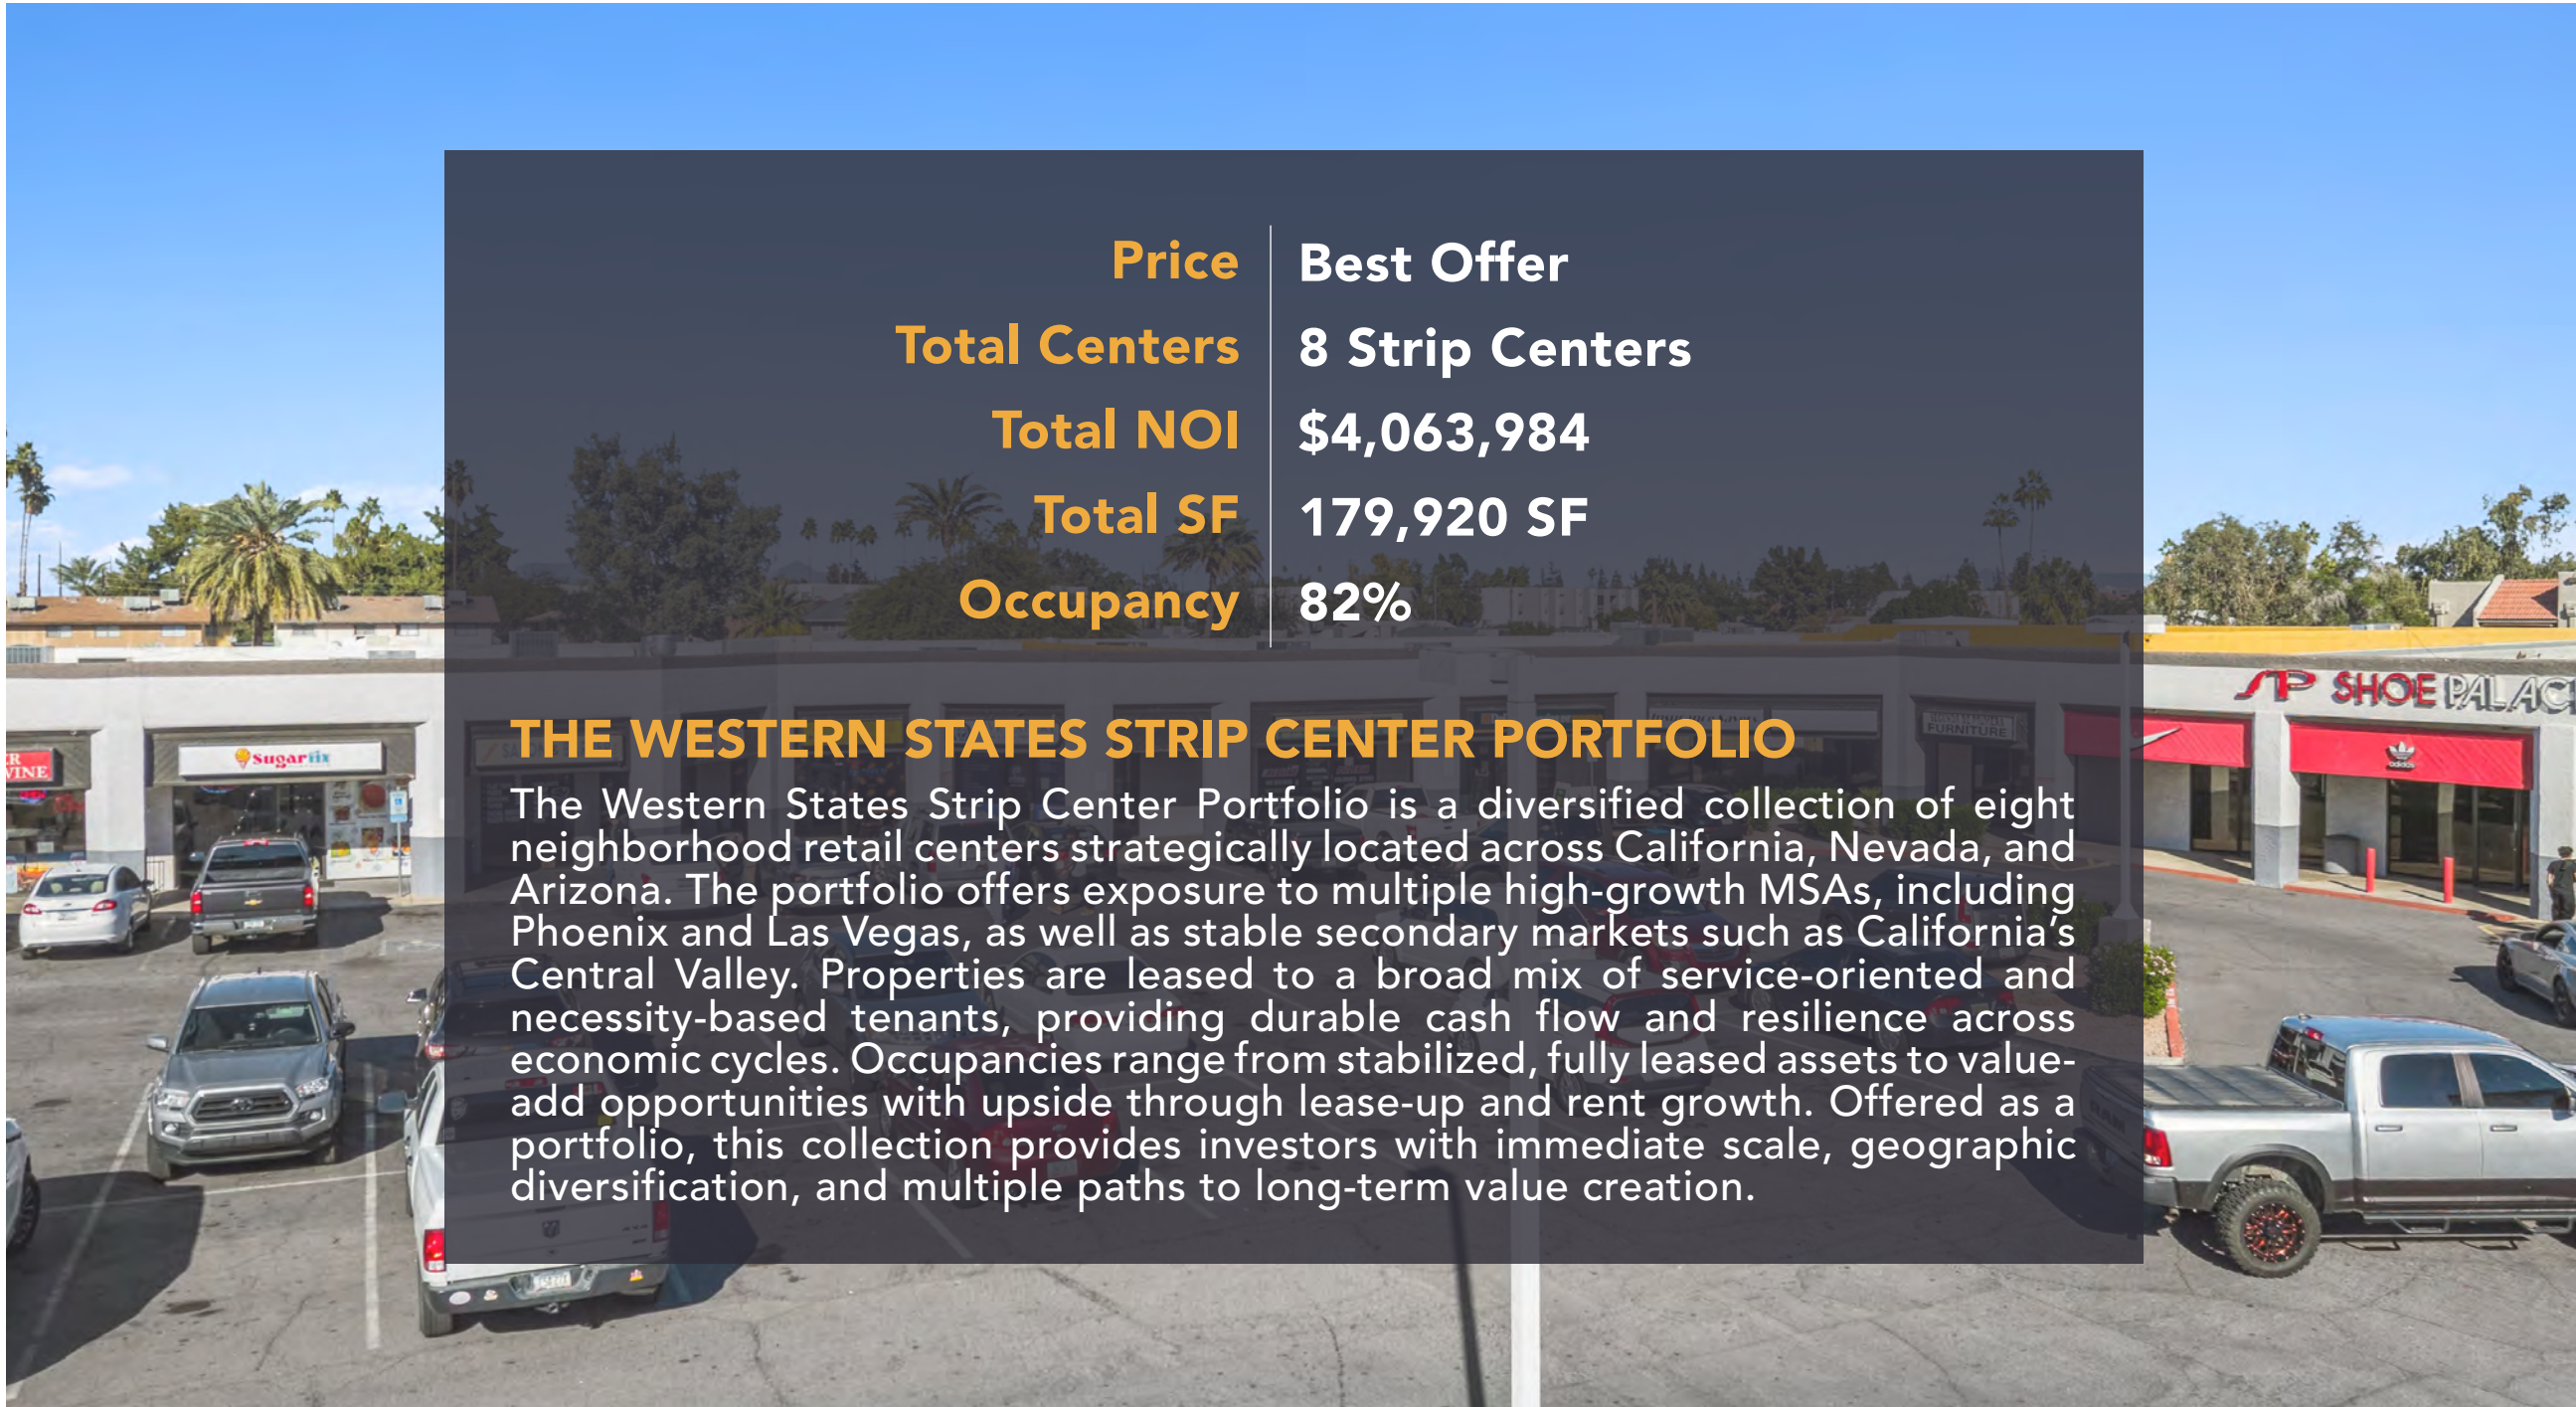 Price Best Offer
Total Centers 8 Strip Centers
Total NOI $4,063,984
Total SF 179,920 SF
Occupancy 82%
THE WESTERN STATES STRIP CENTER PORTFOLIO
The Western States Strip Center Portfolio is a diversified collection of eight
neighborhood retail centers strategically located across California, Nevada, and
Arizona. The portfolio offers exposure to multiple high-growth MSAs, including
Phoenix and Las Vegas, as well as stable secondary markets such as California’s
Central Valley. Properties are leased to a broad mix of service-oriented and
necessity-based tenants, providing durable cash flow and resilience across
economic cycles. Occupancies range from stabilized, fully leased assets to value-
add opportunities with upside through lease-up and rent growth. Offered as a
portfolio, this collection provides investors with immediate scale, geographic
diversification, and multiple paths to long-term value creation.
WINE
Sugarfix
FURNITURE
SP SHOE PALAC
adidas